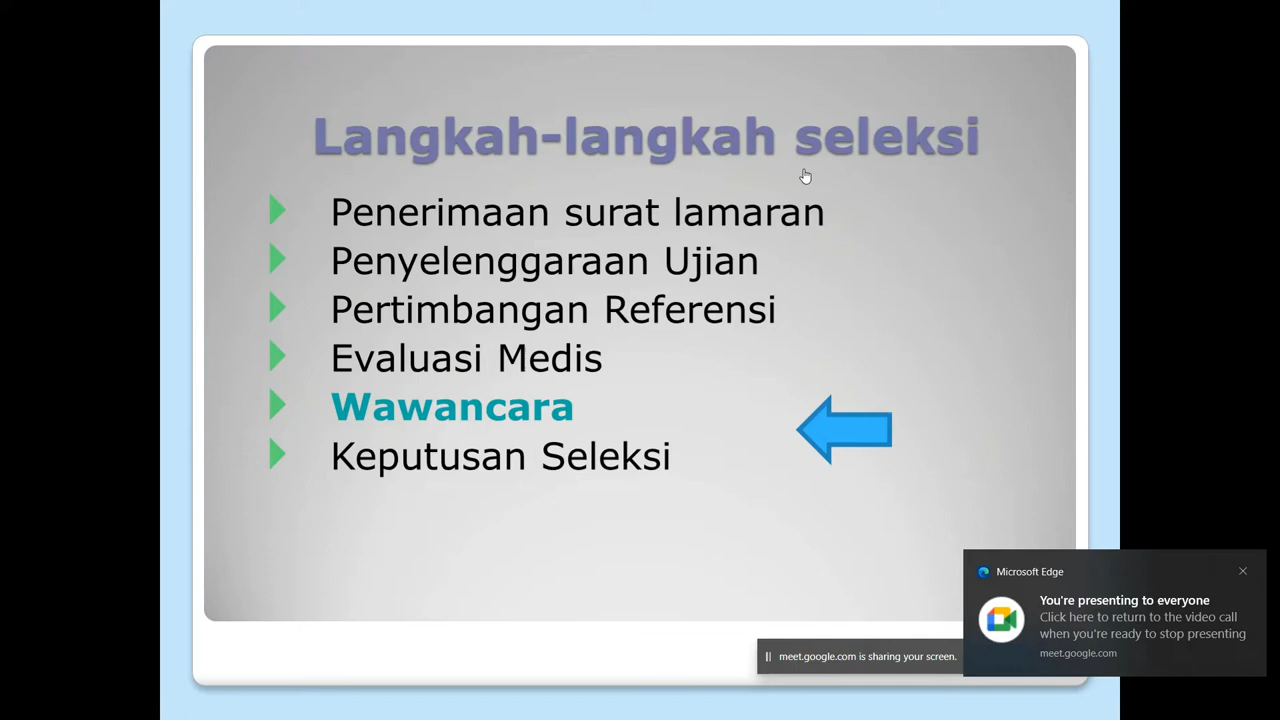 Langkah-langkah seleksi
Penerimaan surat lamaran
Penyelenggaraan Ujian
Pertimbangan Referensi
Evaluasi Medis
Wawancara
Keputusan Seleksi
Microsoft Edge
You're presenting to everyone
Click here to return to the video call
when you're ready to stop presenting
meet.google.com
meet.google.com is sharing your screen.